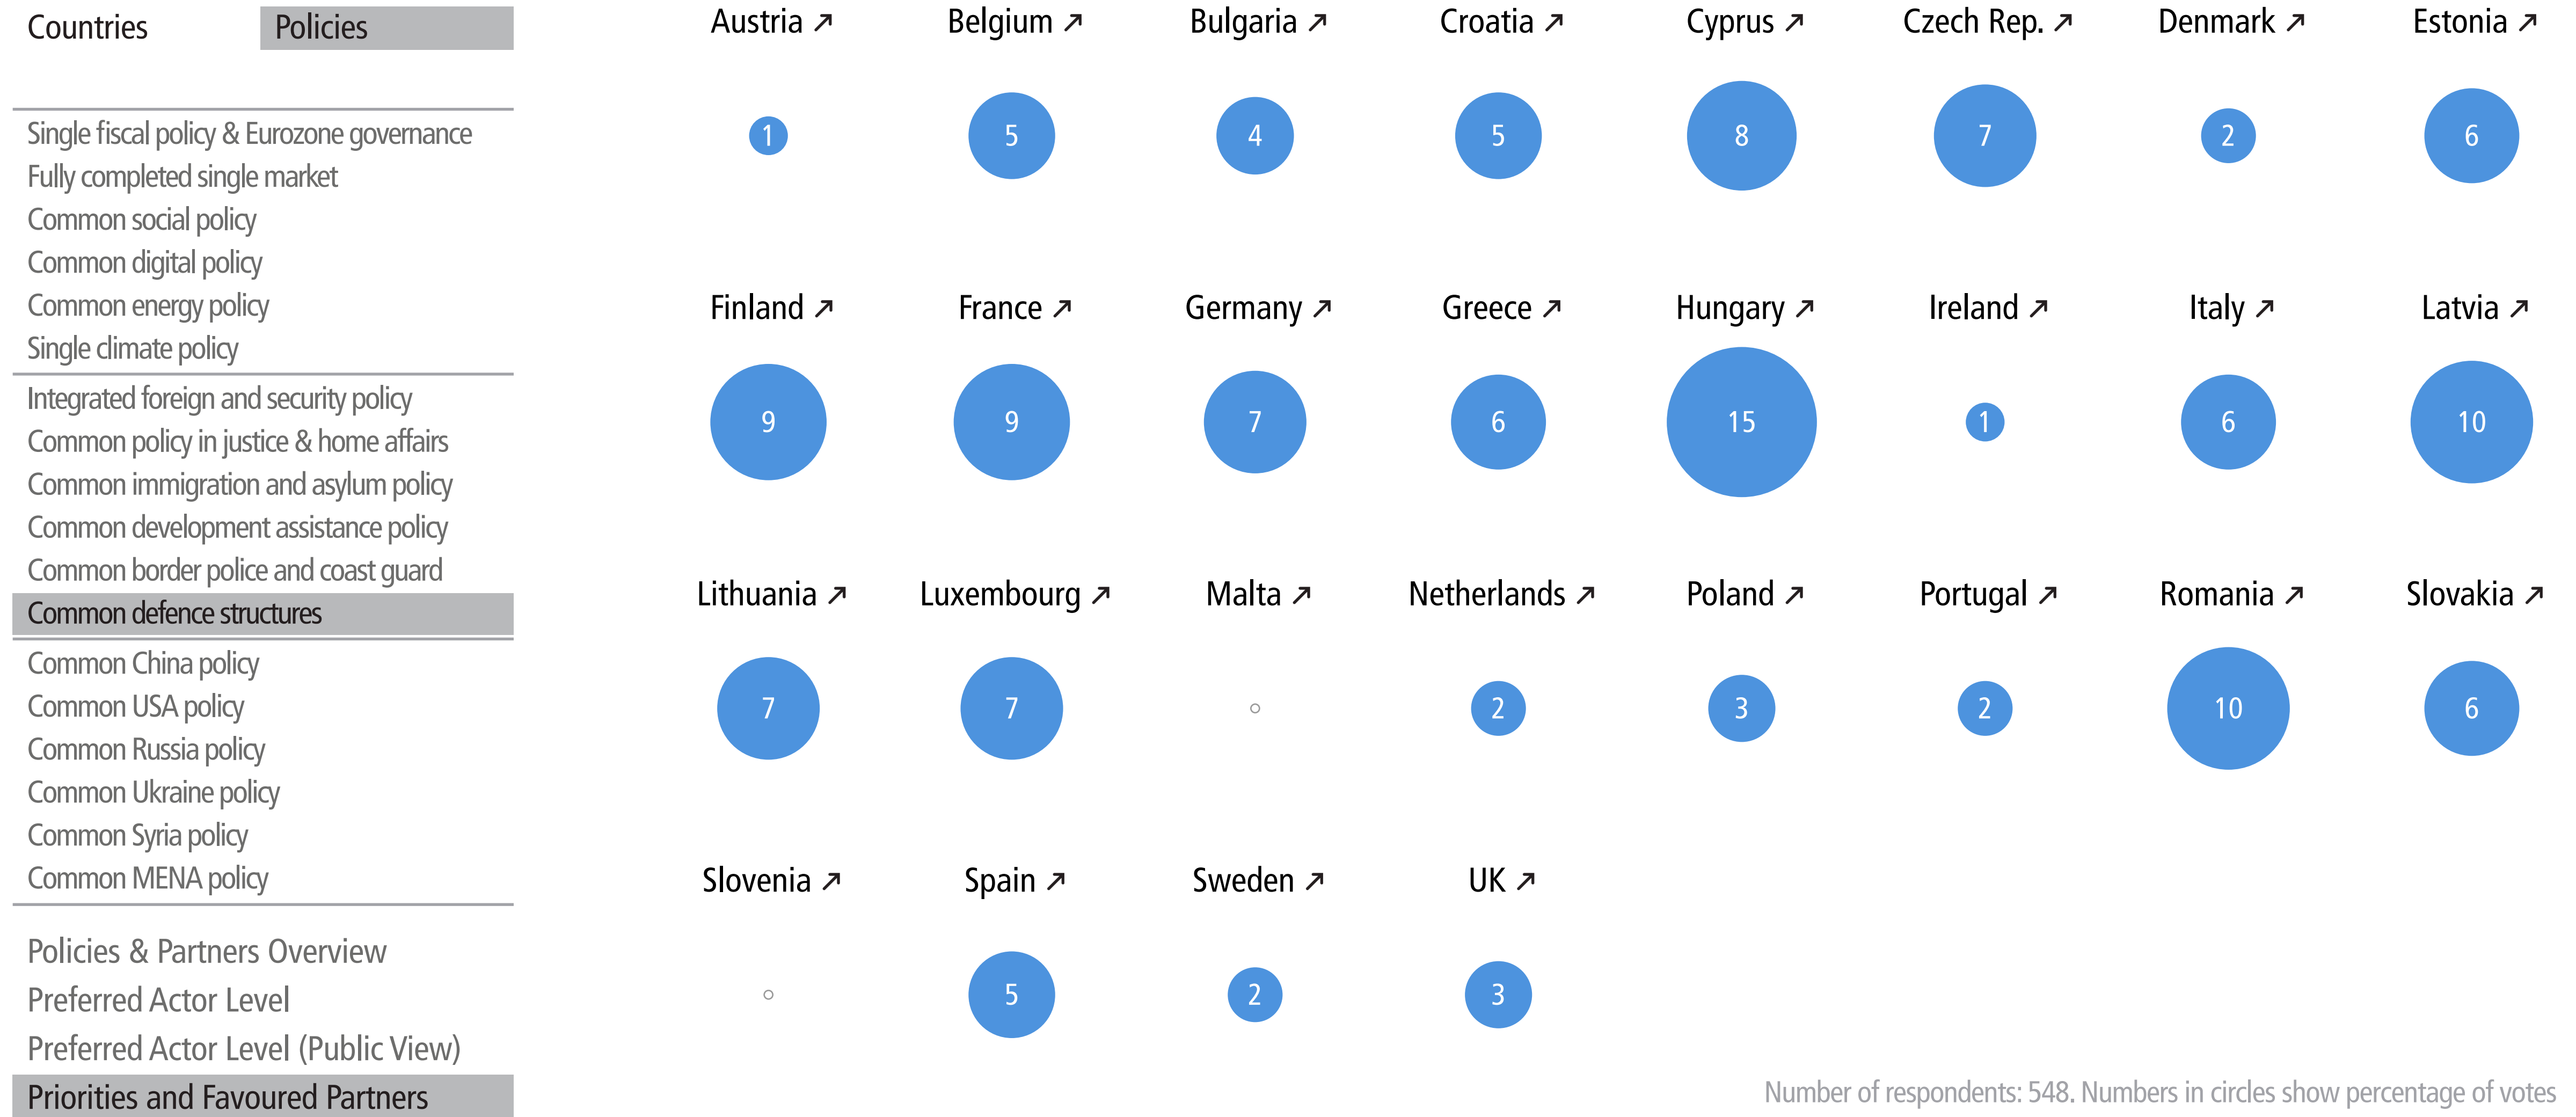 Countries Policies
Single fiscal policy & Eurozone governance
Fully completed single market
Common social policy
Common digital policy
Common energy policy
Single climate policy
Integrated foreign and security policy
Common policy in justice & home affairs
Common immigration and asylum policy
Common development assistance policy
Common border police and coast guard
Common defence structures
Common China policy
Common USA policy
Common Russia policy
Common Ukraine policy
Common Syria policy
Common MENA policy
Policies & Partners Overview
Preferred Actor Level
Preferred Actor Level (Public View)
Priorities and Favoured Partners
Austria ↗ Belgium ↗ Bulgaria ↗ Croatia ↗ Cyprus ↗ Czech Rep. ↗ Denmark ↗ Estonia ↗
1 5 4 5 8 7 2 6
Finland ↗ France ↗ Germany ↗ Greece ↗ Hungary ↗ Ireland ↗ Italy ↗ Latvia ↗
9 9 7 6 15 1 6 10
Lithuania ↗ Luxembourg ↗ Malta ↗ Netherlands ↗ Poland ↗ Portugal ↗ Romania ↗ Slovakia ↗
7 7 2 3 2 10 6
Slovenia ↗ Spain ↗ Sweden ↗ UK ↗
5 2 3
Number of respondents: 548. Numbers in circles show percentage of votes